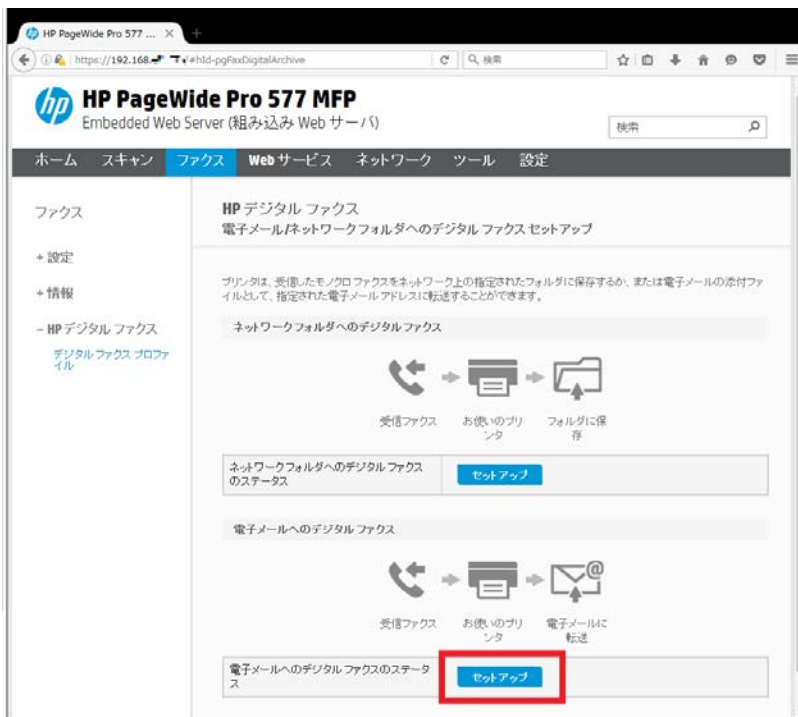 HP PageWide Pro 577 ...
https://192.168. #hId-pgFaxDigitalArchive
検索
hp
HP PageWide Pro 577 MFP
Embedded Web Server (組み込み Web サーバ)
検索
ホーム スキャン ファクス Web サービス ネットワーク ツール 設定
ファクス
+ 設定
+ 情報
- HP デジタル ファクス
デジタル ファクス プロファ
イル
HP デジタル ファクス
電子メール/ネットワークフォルダへのデジタル ファクス セットアップ
プリンタは、受信したモノクロ ファクスをネットワーク上の指定されたフォルダに保存するか、または電子メールの添付ファ
イルとして、指定された電子メール アドレスに転送することができます。
ネットワークフォルダへのデジタル ファクス
受信ファクス お使いのプリ フォルダに保
ンタ 存
ネットワークフォルダへのデジタル ファクス
のステータス
セットアップ
電子メールへのデジタル ファクス
@
受信ファクス お使いのプリ 電子メールに
ンタ 転送
電子メールへのデジタル ファクスのステータ
ス
セットアップ